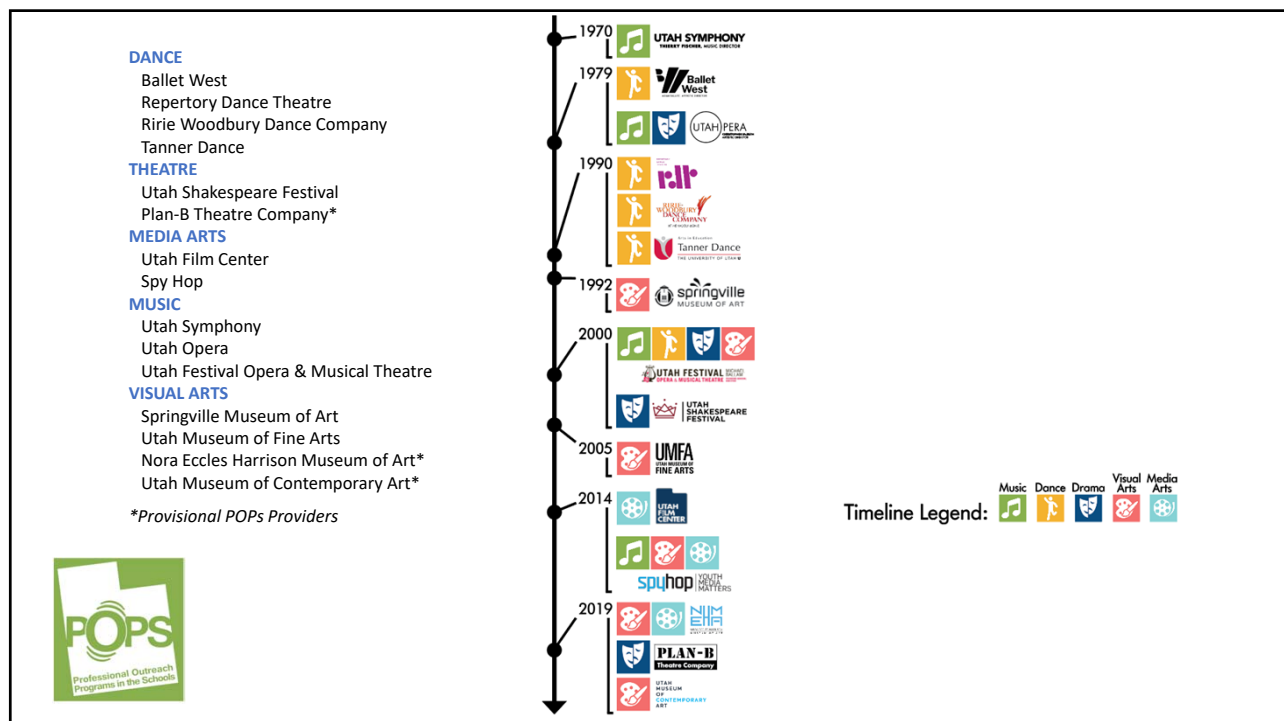 DANCE
Ballet West
Repertory Dance Theatre
Ririe Woodbury Dance Company
Tanner Dance
THEATRE
Utah Shakespeare Festival
Plan-B Theatre Company*
MEDIA ARTS
Utah Film Center
Spy Hop
MUSIC
Utah Symphony
Utah Opera
Utah Festival Opera & Musical Theatre
VISUAL ARTS
Springville Museum of Art
Utah Museum of Fine Arts
Nora Eccles Harrison Museum of Art*
Utah Museum of Contemporary Art*
*Provisional POPs Providers
POPS
Professional Outreach
Programs in the Schools
1970
UTAH SYMPHONY
THIERRY FISCHER, MUSIC DIRECTOR
1979
Ballet
West
UTAH OPERA
1990
rdt
RIRIE-
WOODBURY
DANCE
COMPANY
Tanner Dance
THE UNIVERSITY OF UTAH
1992
springville
MUSEUM OF ART
2000
UTAH FESTIVAL
OPERA & MUSICAL THEATRE
UTAH
SHAKESPEARE
FESTIVAL
2005
UMFA
UTAH MUSEUM OF
FINE ARTS
2014
UTAH
FILM
CENTER
spyhop
YOUTH
MEDIA
MATTERS
2019
NEHMA
PLAN-B
Theatre Company
UTAH
MUSEUM
OF
CONTEMPORARY
ART
Timeline Legend:
Music
Dance
Drama
Visual
Arts
Media
Arts